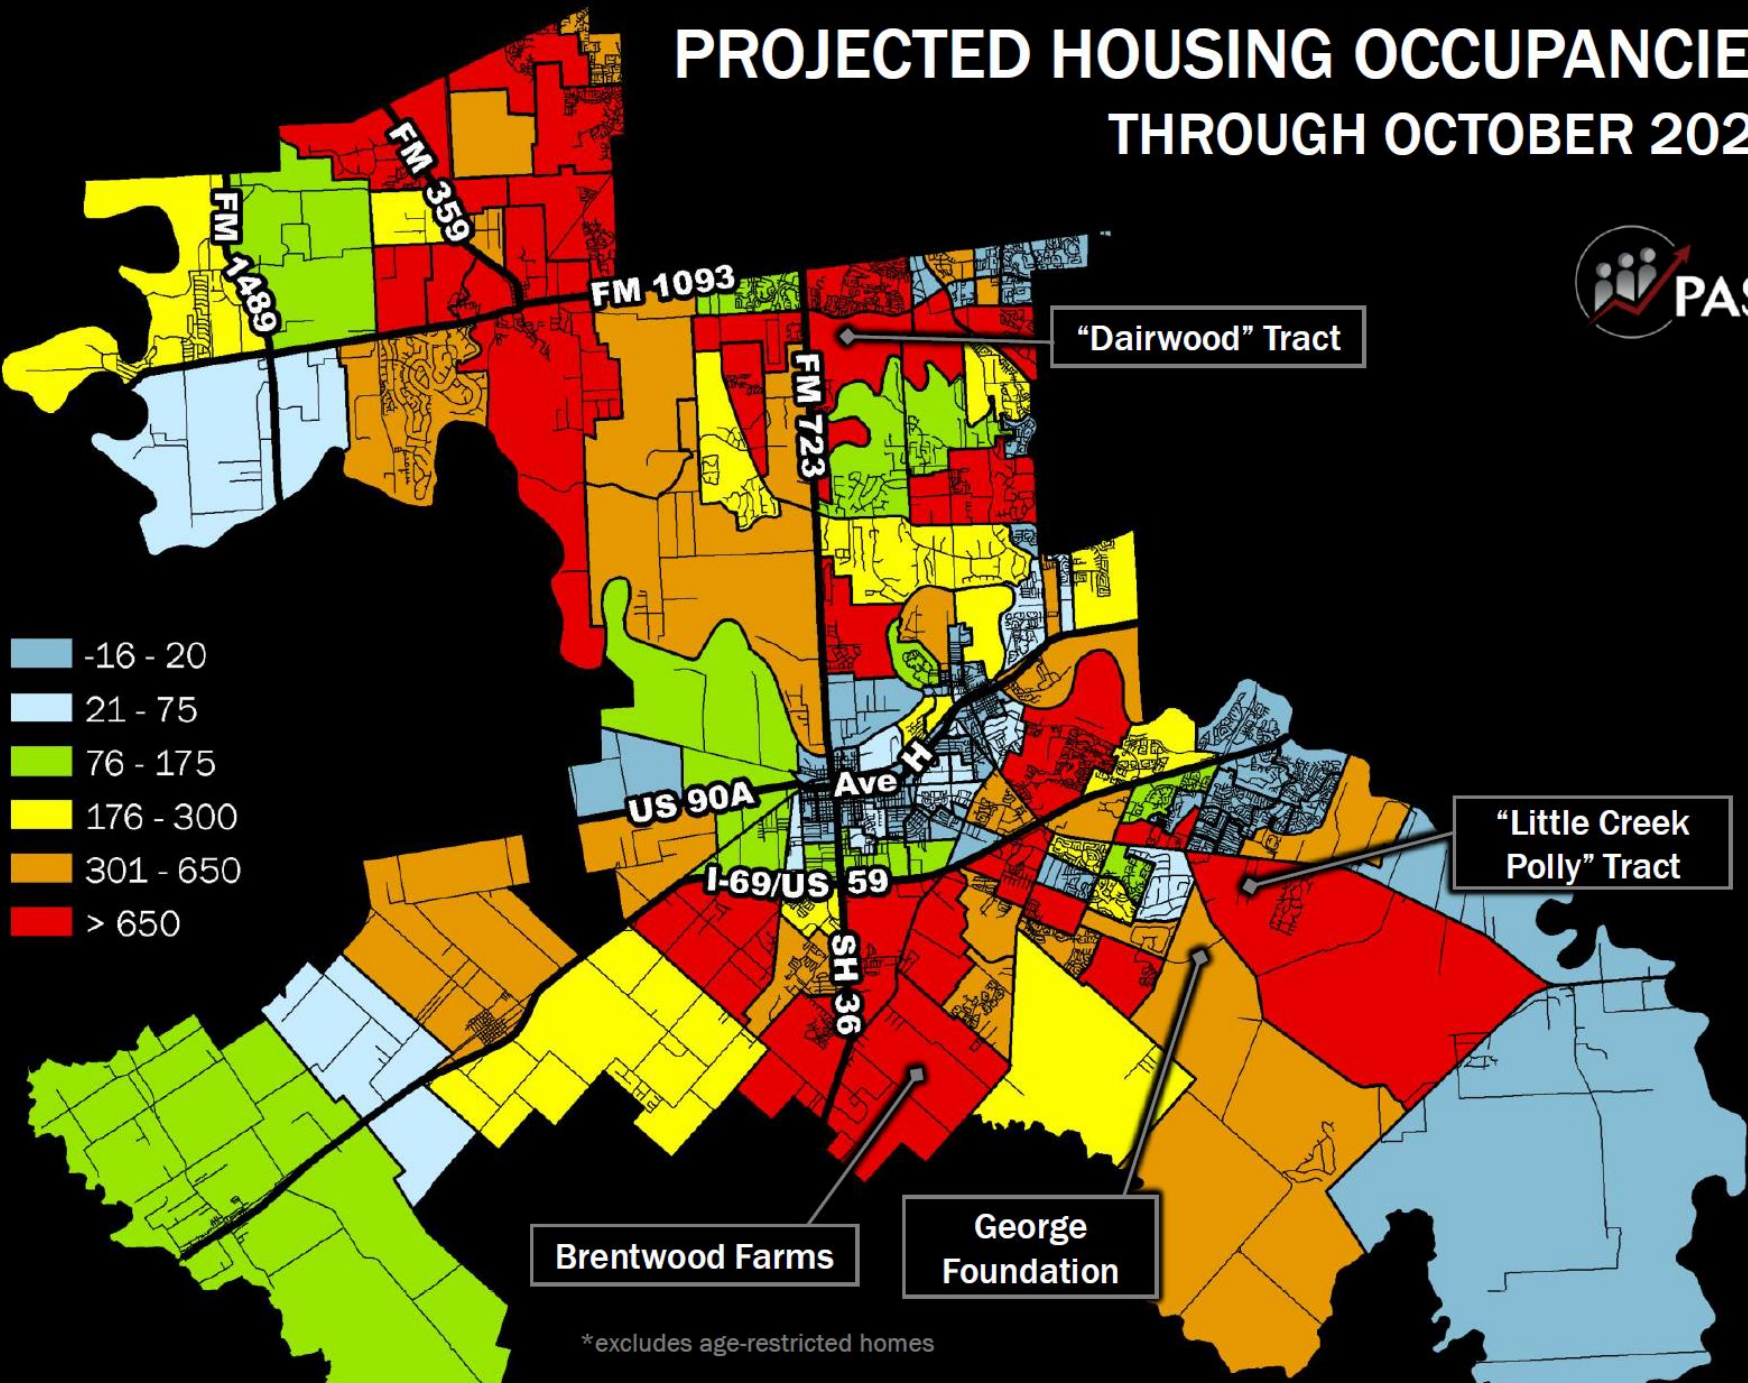 PROJECTED HOUSING OCCUPANCIE
THROUGH OCTOBER 202
PAS
FM 359
FM 1489
FM 1093
"Dairwood" Tract
FM 723
-16 - 20
21 - 75
76 - 175
176 - 300
301 - 650
> 650
US 90A
Ave H
I-69/US 59
"Little Creek
Polly" Tract
SH 36
Brentwood Farms
George
Foundation
*excludes age-restricted homes